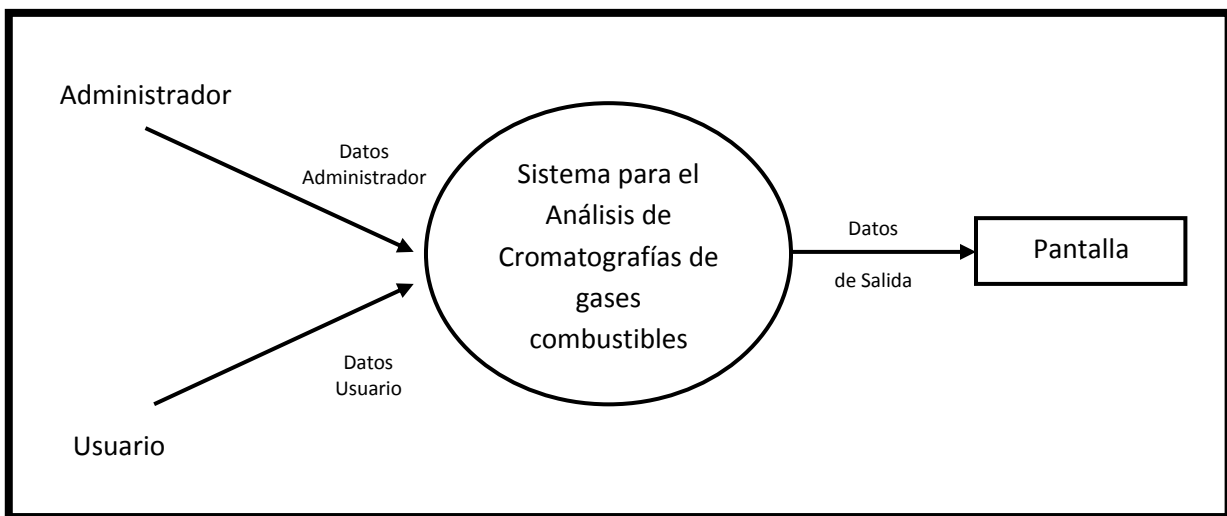 Administrador
Datos
Administrador
Sistema para el
Análisis de
Cromatografías de
gases
combustibles
Datos
de Salida
Pantalla
Datos
Usuario
Usuario